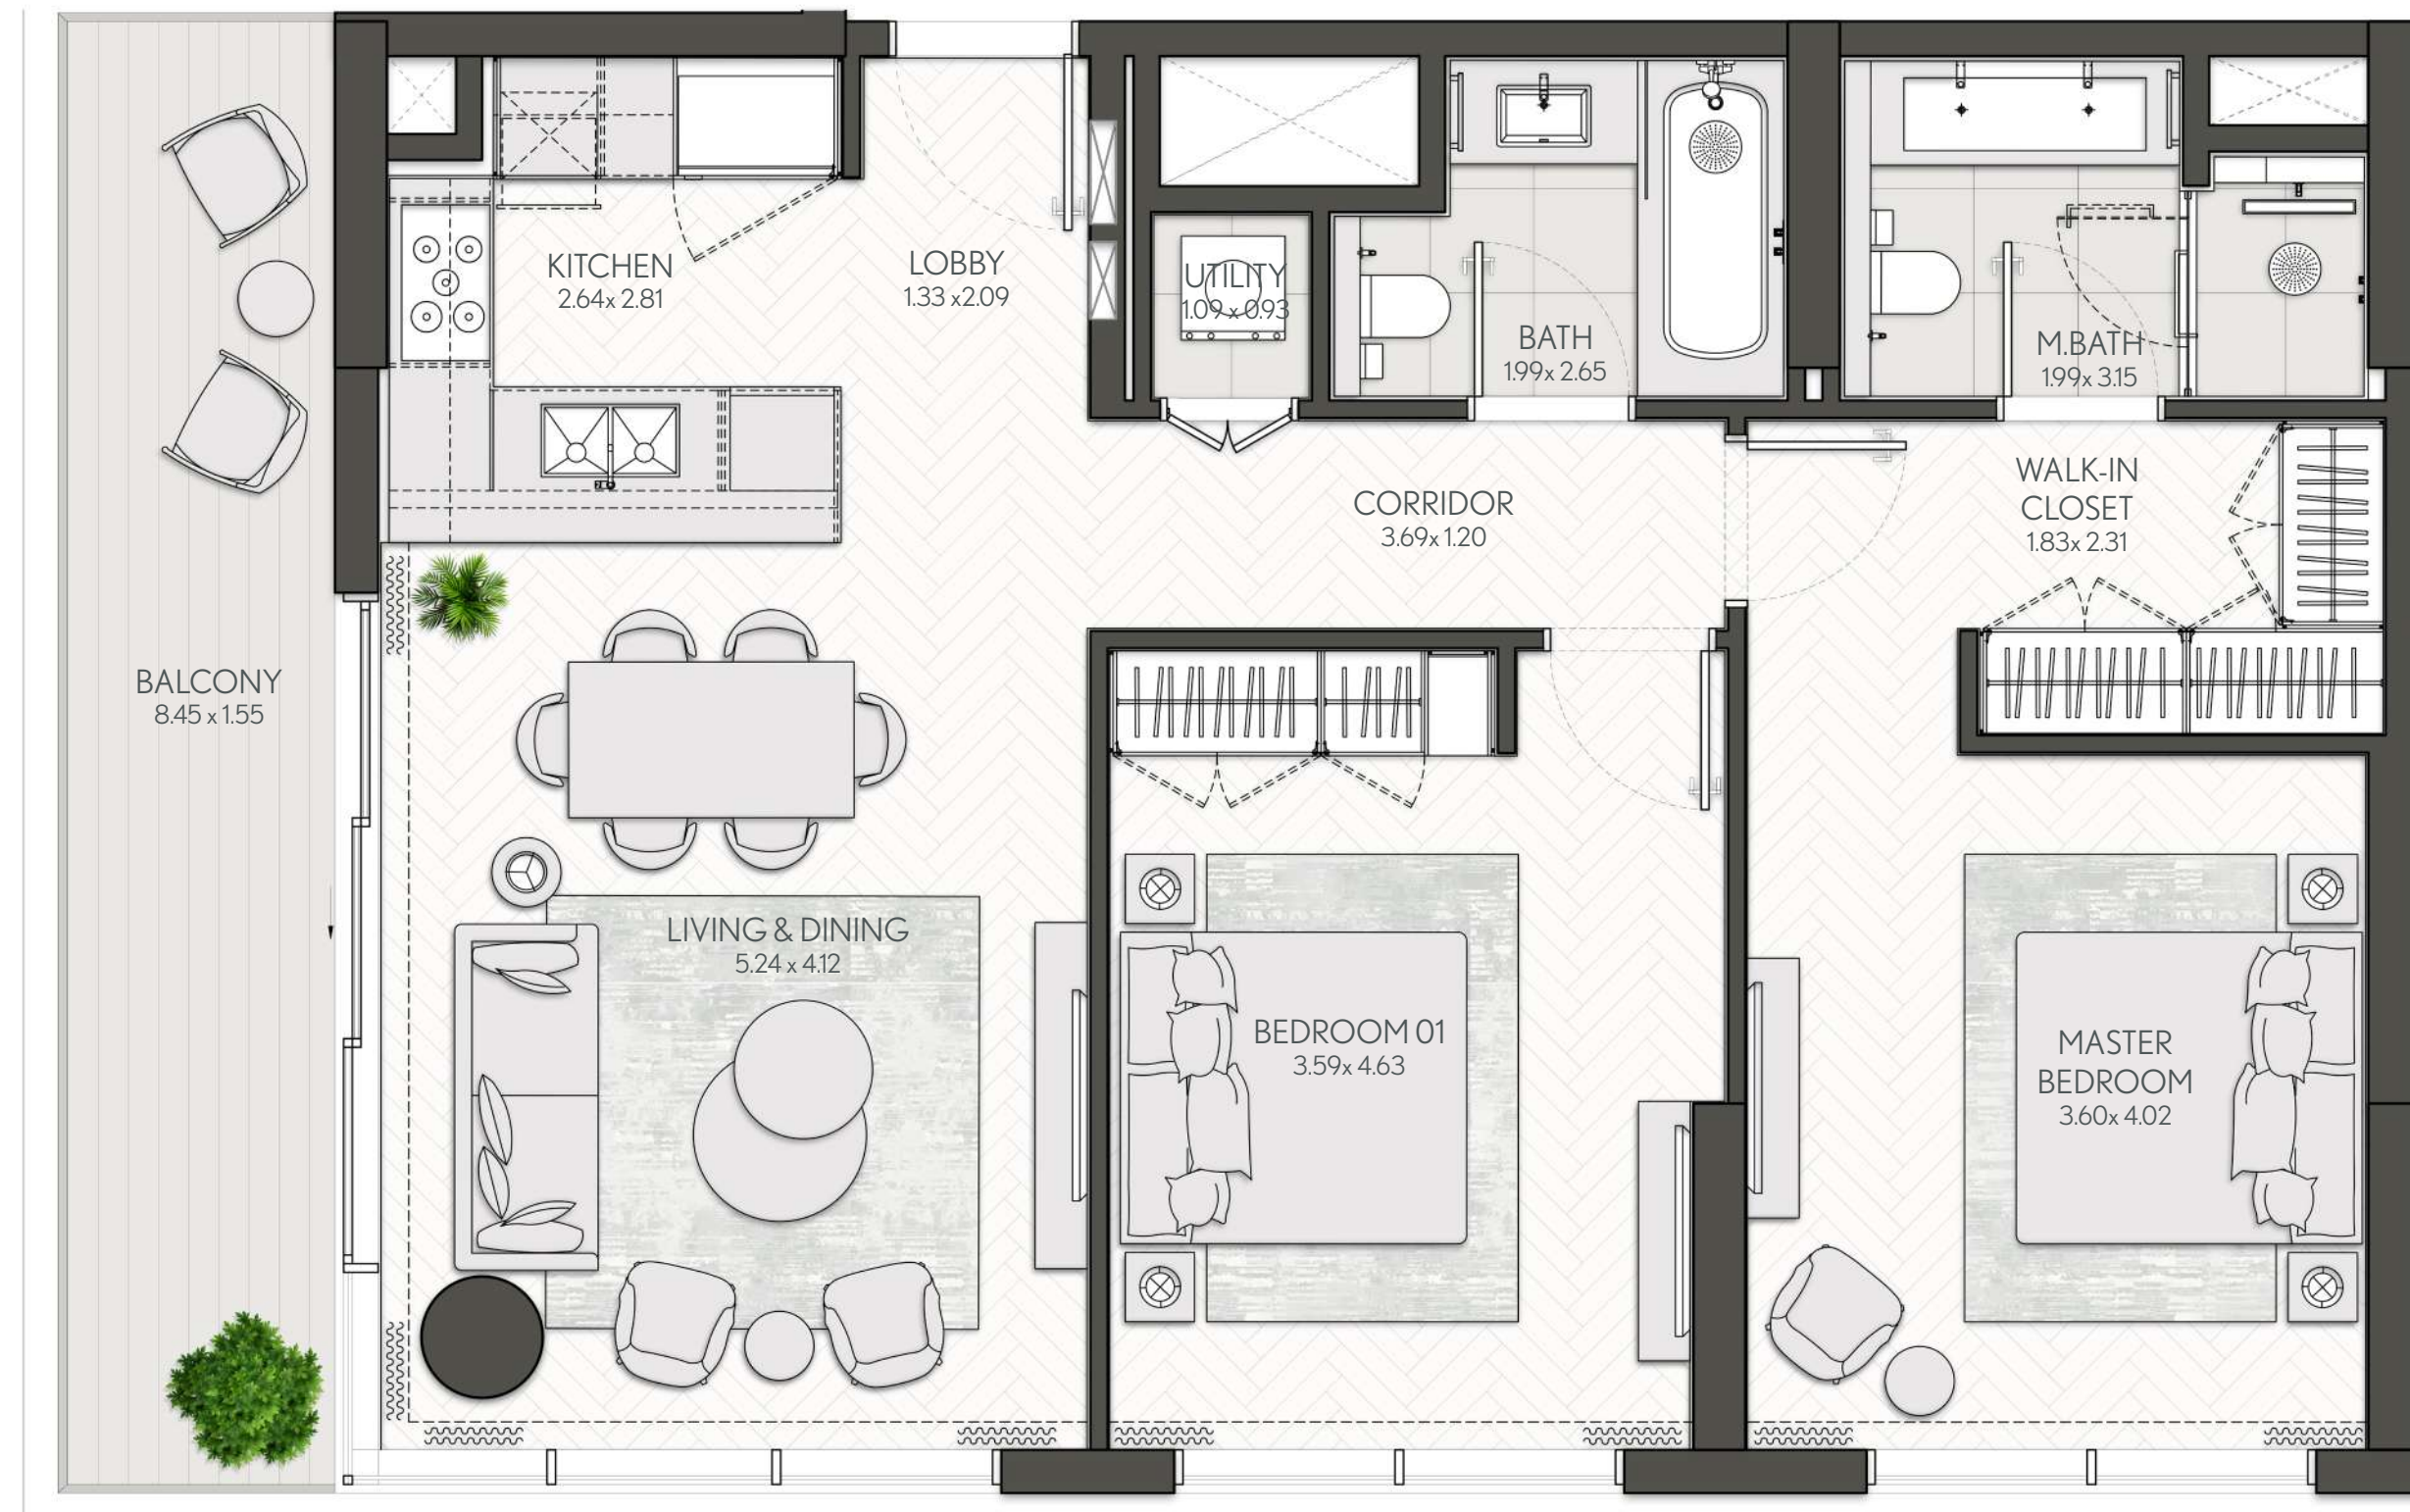 KITCHEN
2.64x 2.81
LOBBY
1.33 x2.09
UTILITY
1.09 x 0.93
BATH
1.99x 2.65
M.BATH
1.99x 3.15
CORRIDOR
3.69x 1.20
WALK-IN
CLOSET
1.83x 2.31
BALCONY
8.45 x 1.55
LIVING & DINING
5.24 x 4.12
BEDROOM 01
3.59x 4.63
MASTER
BEDROOM
3.60x 4.02